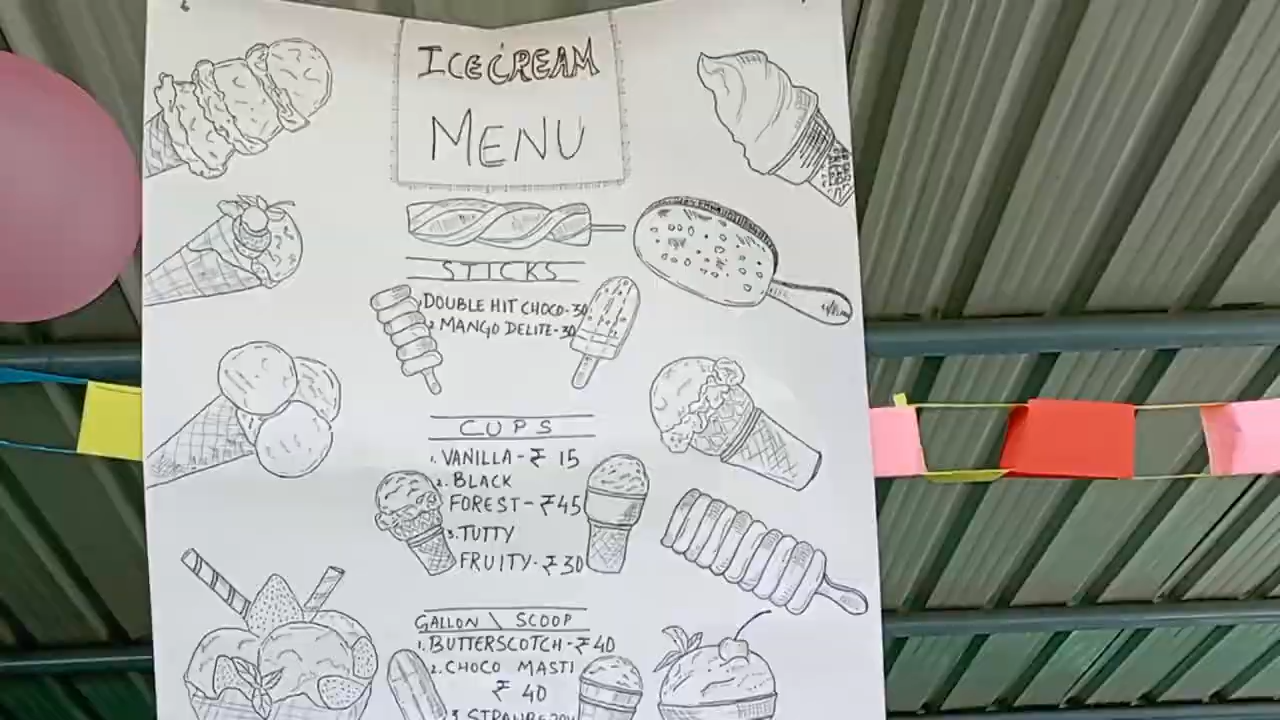 ICECREAM
MENU
STICKS
DOUBLE HIT CHOCO-30
2 MANGO DELITE-30
CUPS
1. VANILLA-₹ 15
2. BLACK
FOREST-₹45
3. TUTTY
FRUITY-₹30
GALLON \ SCOOP
1. BUTTERSCOTCH-₹40
2. CHOCO MASTI
₹ 40